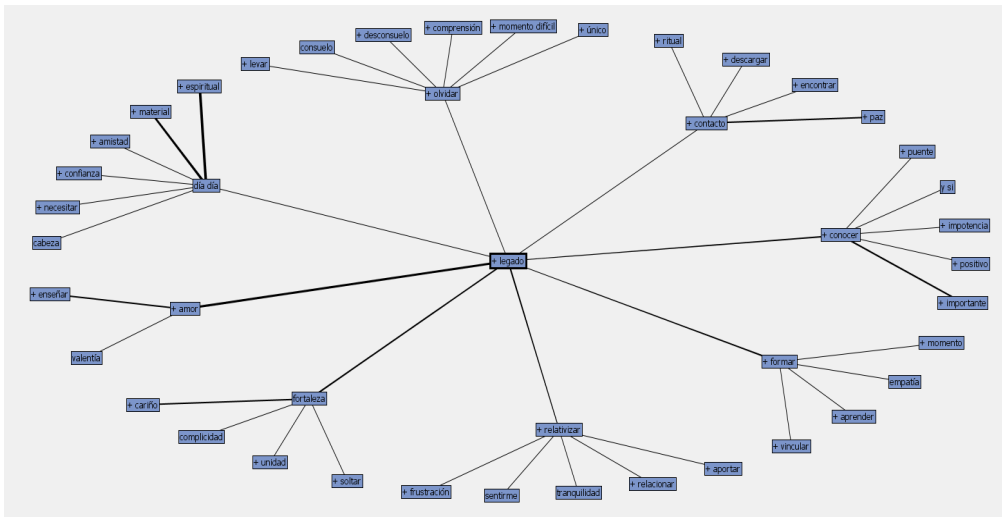 + levar
consuelo
+ desconsuelo
+ comprensión
+ momento difícil
+ único
+ olvidar
+ ritual
+ descargar
+ encontrar
+ paz
+ contacto
+ espiritual
+ material
+ amistad
+ confianza
+ necesitar
cabeza
día día
+ puente
y si
+ impotencia
+ positivo
+ importante
+ conocer
+ legado
+ enseñar
valentía
+ amor
+ momento
empatía
+ aprender
+ vincular
+ formar
+ cariño
complicidad
+ unidad
+ soltar
fortaleza
+ relativizar
+ frustración
sentirme
tranquilidad
+ relacionar
+ aportar